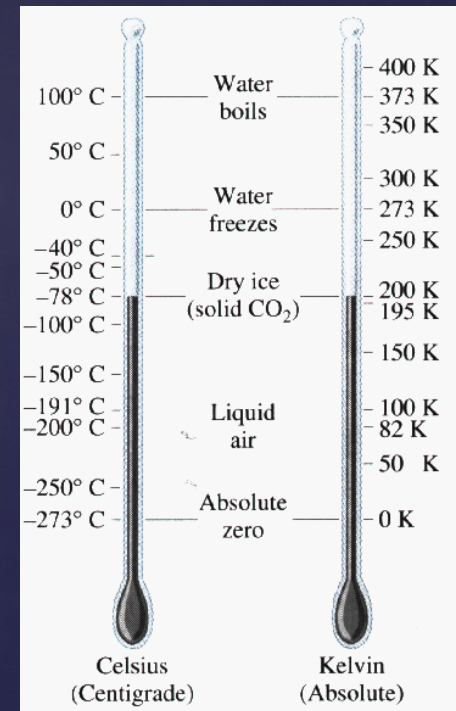 100° C
50° C
0° C
–40° C
–50° C
–78° C
–100° C
–150° C
–191° C
–200° C
–250° C
–273° C
Water
boils
Water
freezes
Dry ice
(solid CO₂)
Liquid
air
Absolute
zero
400 K
373 K
350 K
300 K
273 K
250 K
200 K
195 K
150 K
100 K
82 K
50 K
0 K
Celsius
(Centigrade)
Kelvin
(Absolute)